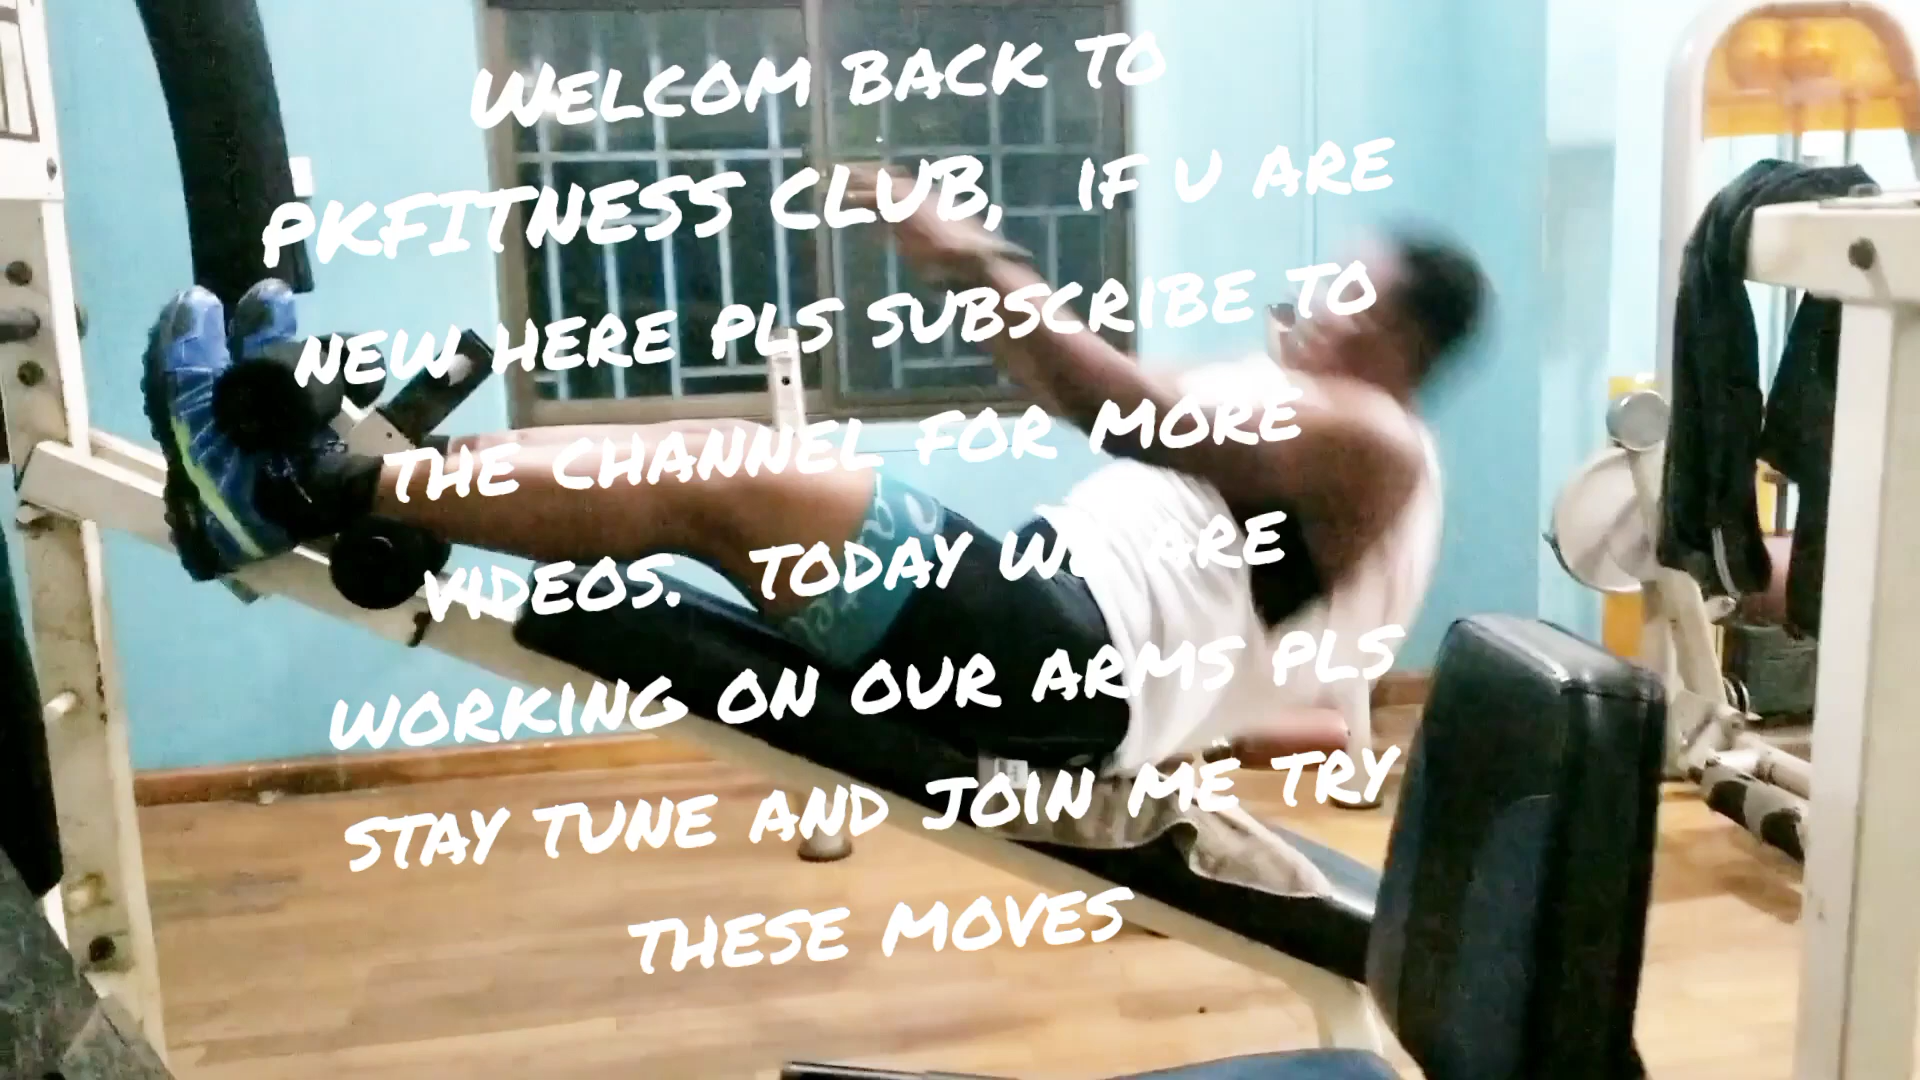 Welcom back to
PKFITNESS CLUB, if u are
new here pls subscribe to
the channel for more
videos. Today we are
working on our arms pls
stay tune and join me try
these moves